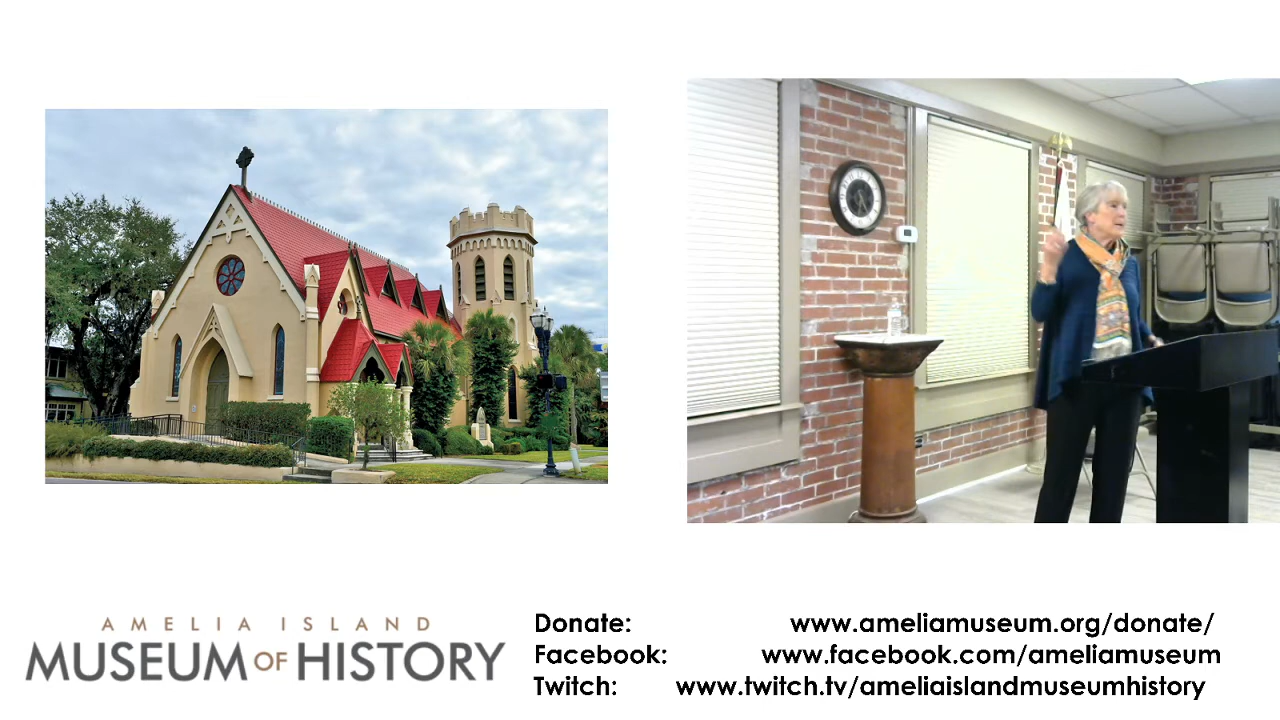 AMELIA ISLAND
MUSEUM OF HISTORY
Donate: www.ameliamuseum.org/donate/
Facebook: www.facebook.com/ameliamuseum
Twitch: www.twitch.tv/ameliaislandmuseumhistory